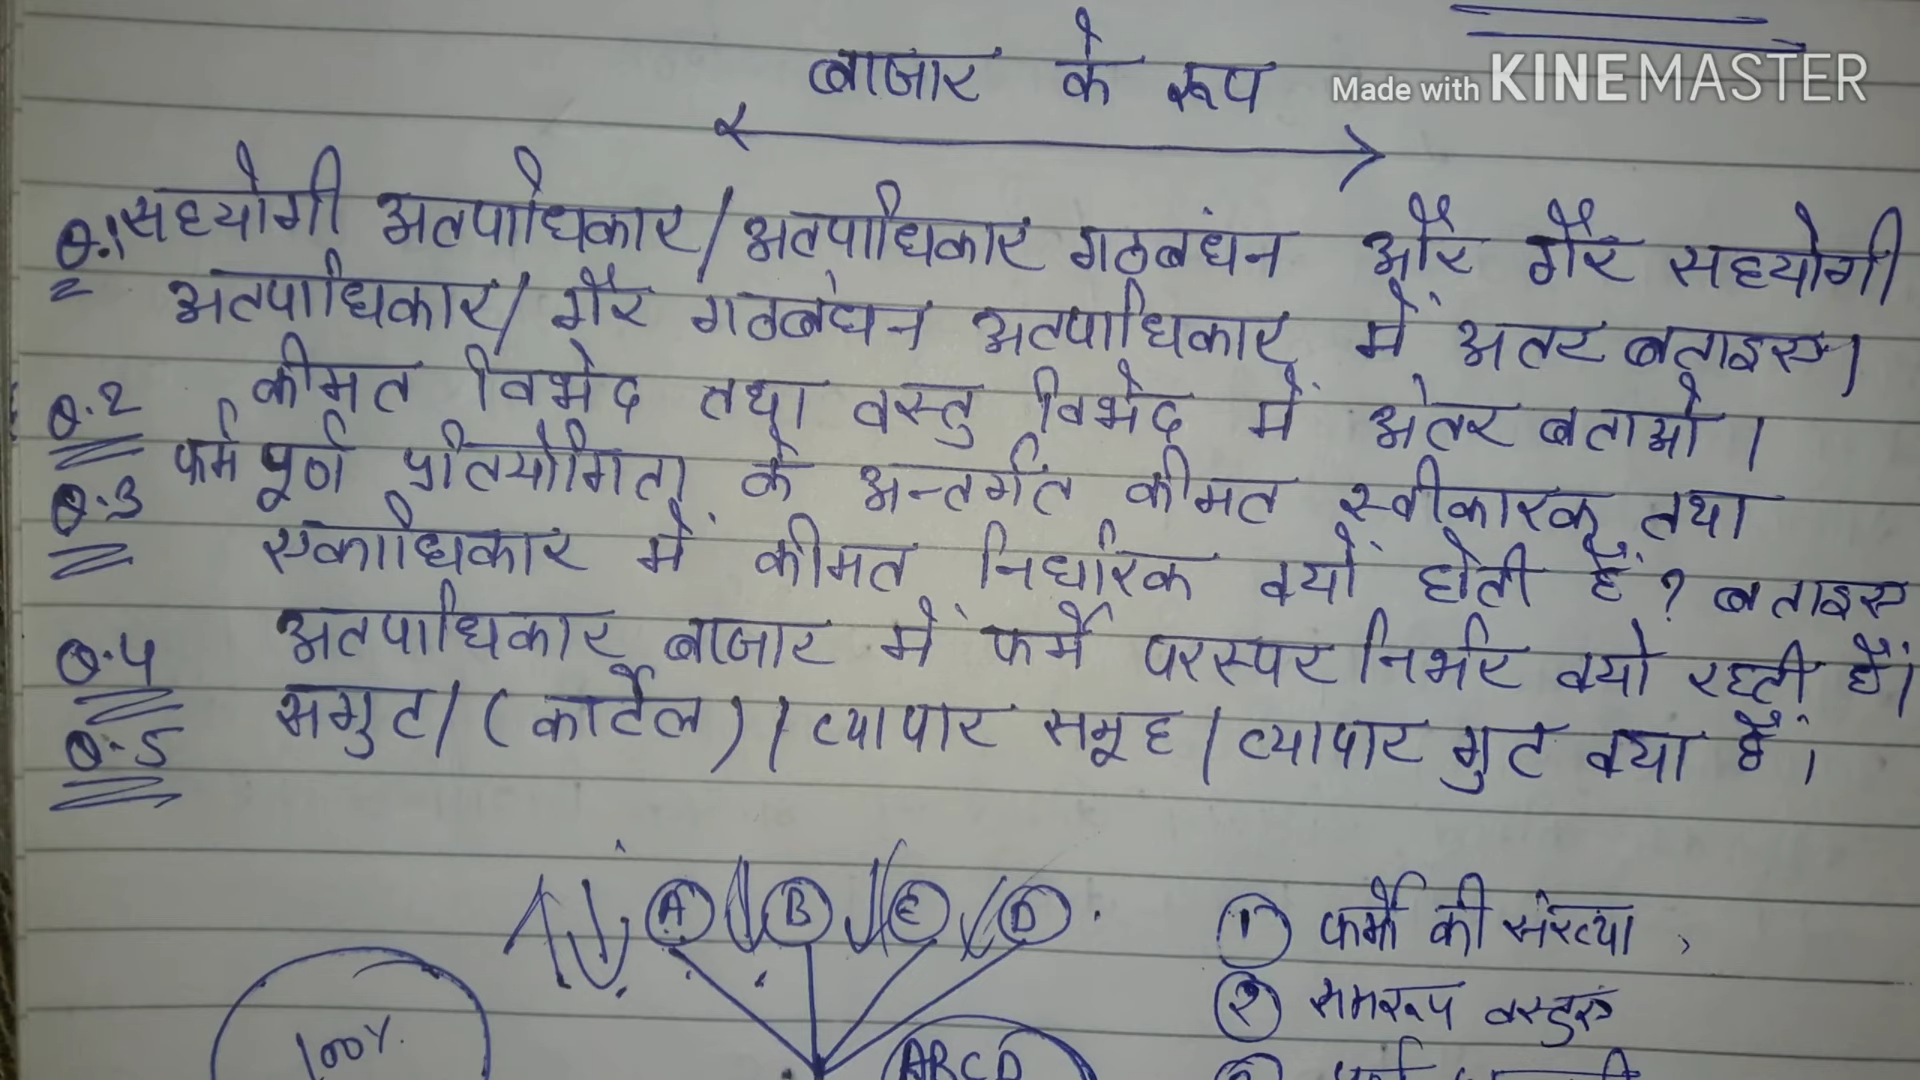 बाजार के रूप
Made with KINEMASTER
Q.1 सहयोगी अल्पाधिकार/अल्पाधिकार गठबंधन और गैर सहयोगी
अल्पाधिकार/ गैर गठबंधन अल्पाधिकार में अतर बताइए।
Q.2 कीमत विभेद तथा वस्तु विभेद में अंतर बताओ।
Q.3 फर्म पूर्ण प्रतियोगिता के अन्तर्गत कीमत स्वीकारक तथा
एकाधिकार में कीमत निर्धारक क्यों होती हैं? बताइए
Q.4 अल्पाधिकार बाजार में फर्में परस्पर निर्भर क्यों रहती हैं।
Q.5 समुट/(कार्टेल)/व्यापार समूह/व्यापार गुट क्या हैं।
A B C D
① फर्मो की संख्या,
② समरूप वस्तुए
100%
ABCD